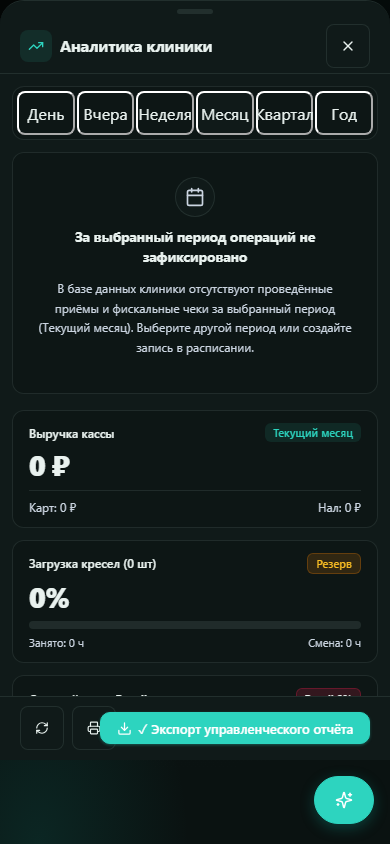 Аналитика клиники
День Вчера Неделя Месяц Квартал Год
За выбранный период операций не
зафиксировано
В базе данных клиники отсутствуют проведённые
приёмы и фискальные чеки за выбранный период
(Текущий месяц). Выберите другой период или создайте
запись в расписании.
Выручка кассы Текущий месяц
0 ₽
Карт: 0 ₽ Нал: 0 ₽
Загрузка кресел (0 шт) Резерв
0%
Занято: 0 ч Смена: 0 ч
✓ Экспорт управленческого отчёта